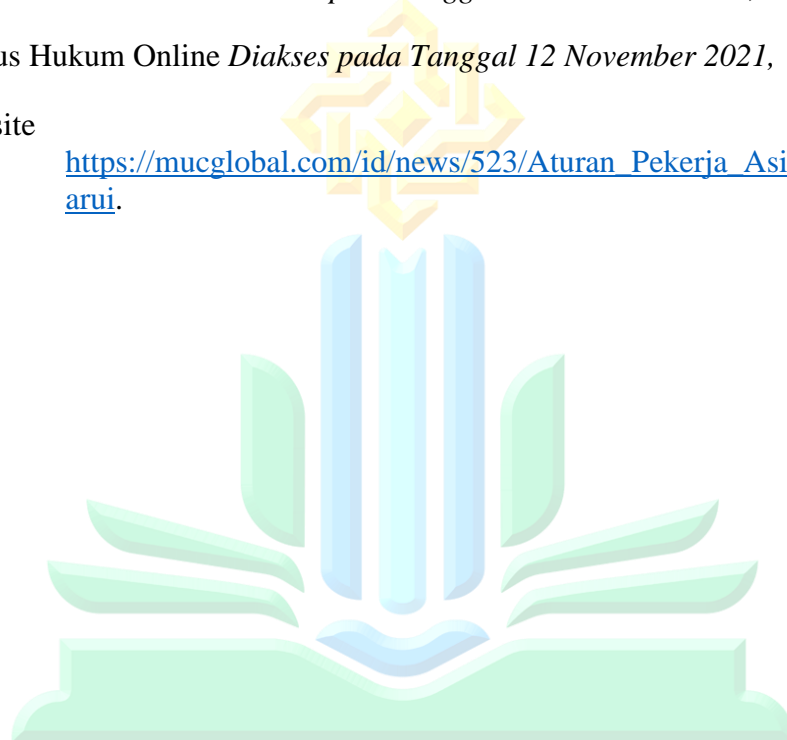 us Hukum Online Diakses pada Tanggal 12 November 2021,
site
https://mucglobal.com/id/news/523/Aturan_Pekerja_Asi
arui.